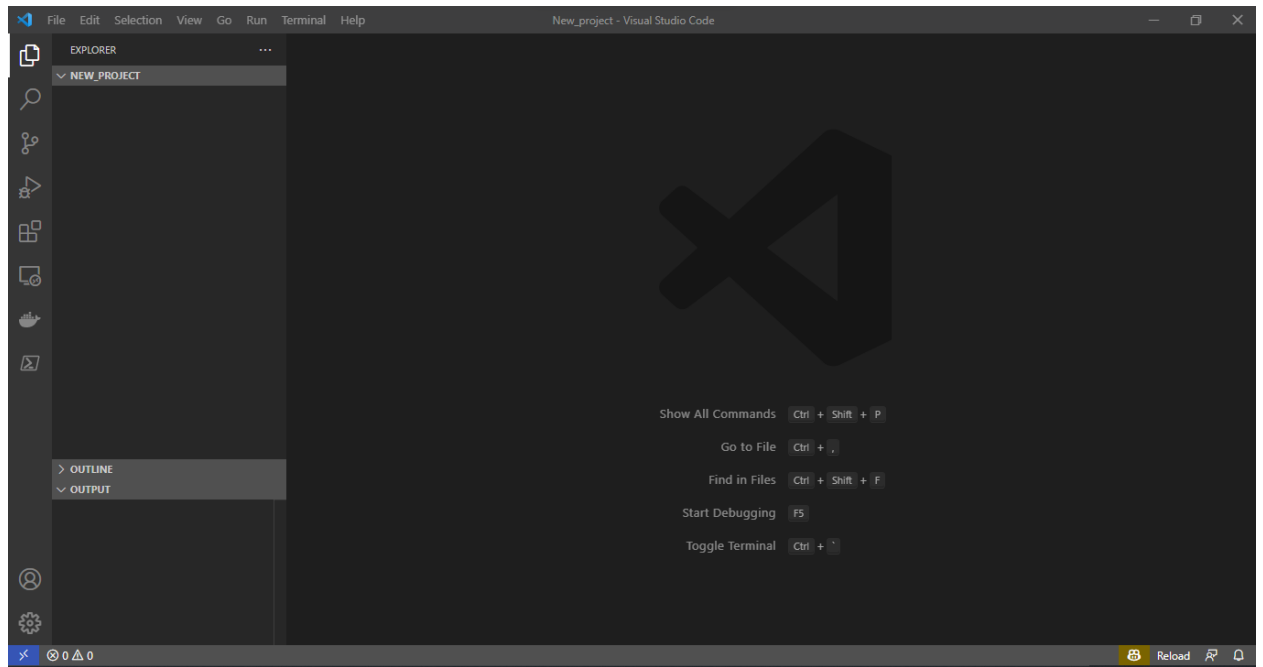 File Edit Selection View Go Run Terminal Help New_project - Visual Studio Code
EXPLORER ...
NEW_PROJECT
Show All Commands Ctrl + Shift + P
Go to File Ctrl + ,
Find in Files Ctrl + Shift + F
Start Debugging F5
Toggle Terminal Ctrl + `
OUTLINE
OUTPUT
0 0 Reload